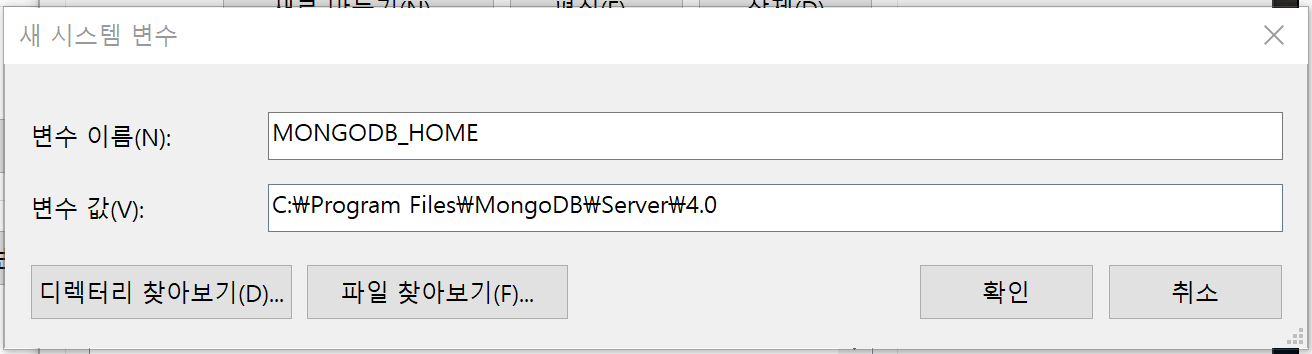 새 시스템 변수
변수 이름(N):
MONGODB_HOME
변수 값(V):
C:₩Program Files₩MongoDB₩Server₩4.0
디렉터리 찾아보기(D)...
파일 찾아보기(F)...
확인
취소